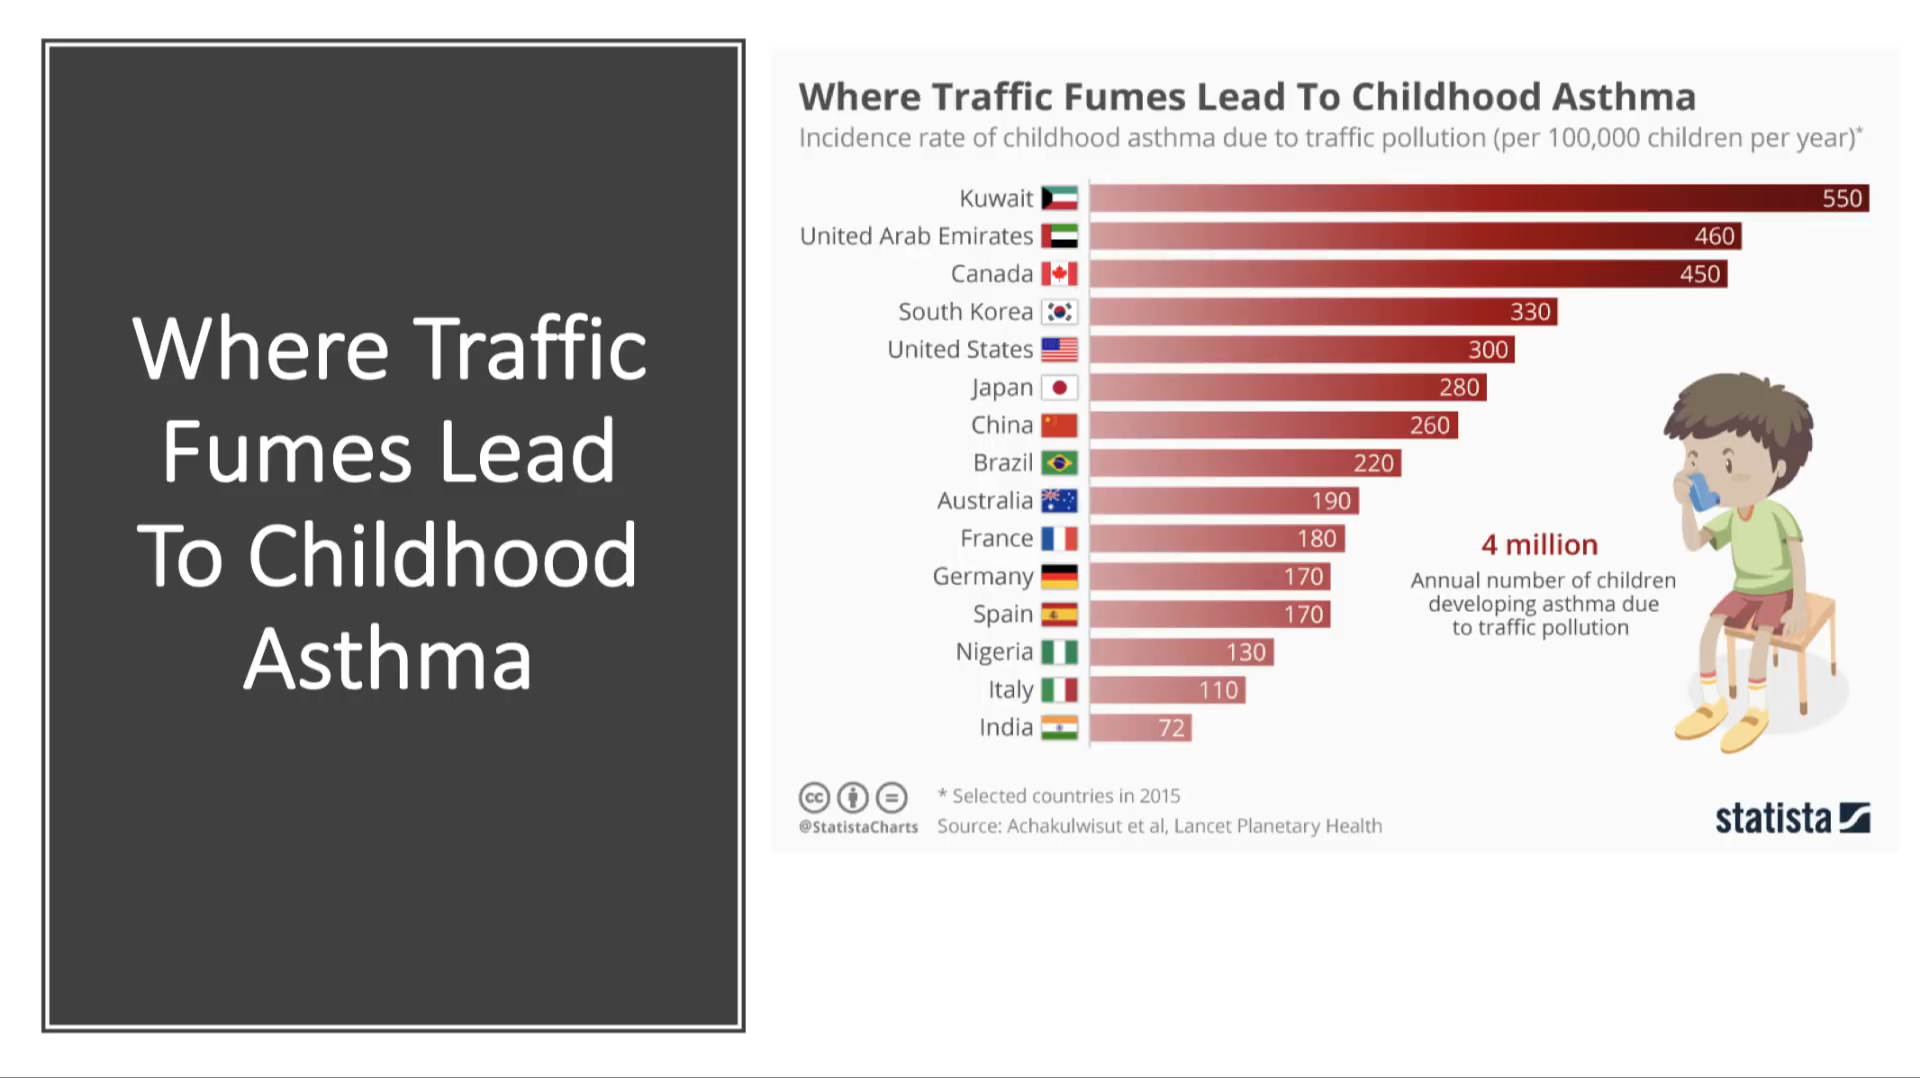 Where Traffic
Fumes Lead
To Childhood
Asthma
Where Traffic Fumes Lead To Childhood Asthma
Incidence rate of childhood asthma due to traffic pollution (per 100,000 children per year)*
Kuwait 550
United Arab Emirates 460
Canada 450
South Korea 330
United States 300
Japan 280
China 260
Brazil 220
Australia 190
France 180
Germany 170
Spain 170
Nigeria 130
Italy 110
India 72
4 million
Annual number of children
developing asthma due
to traffic pollution
cc
@StatistaCharts
* Selected countries in 2015
Source: Achakulwisut et al, Lancet Planetary Health
statista